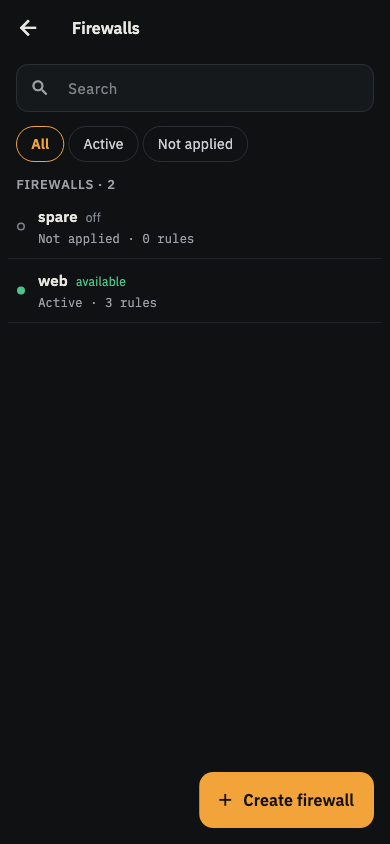 Firewalls
Search
All Active Not applied
FIREWALLS · 2
spare off
Not applied · 0 rules
web available
Active · 3 rules
+ Create firewall